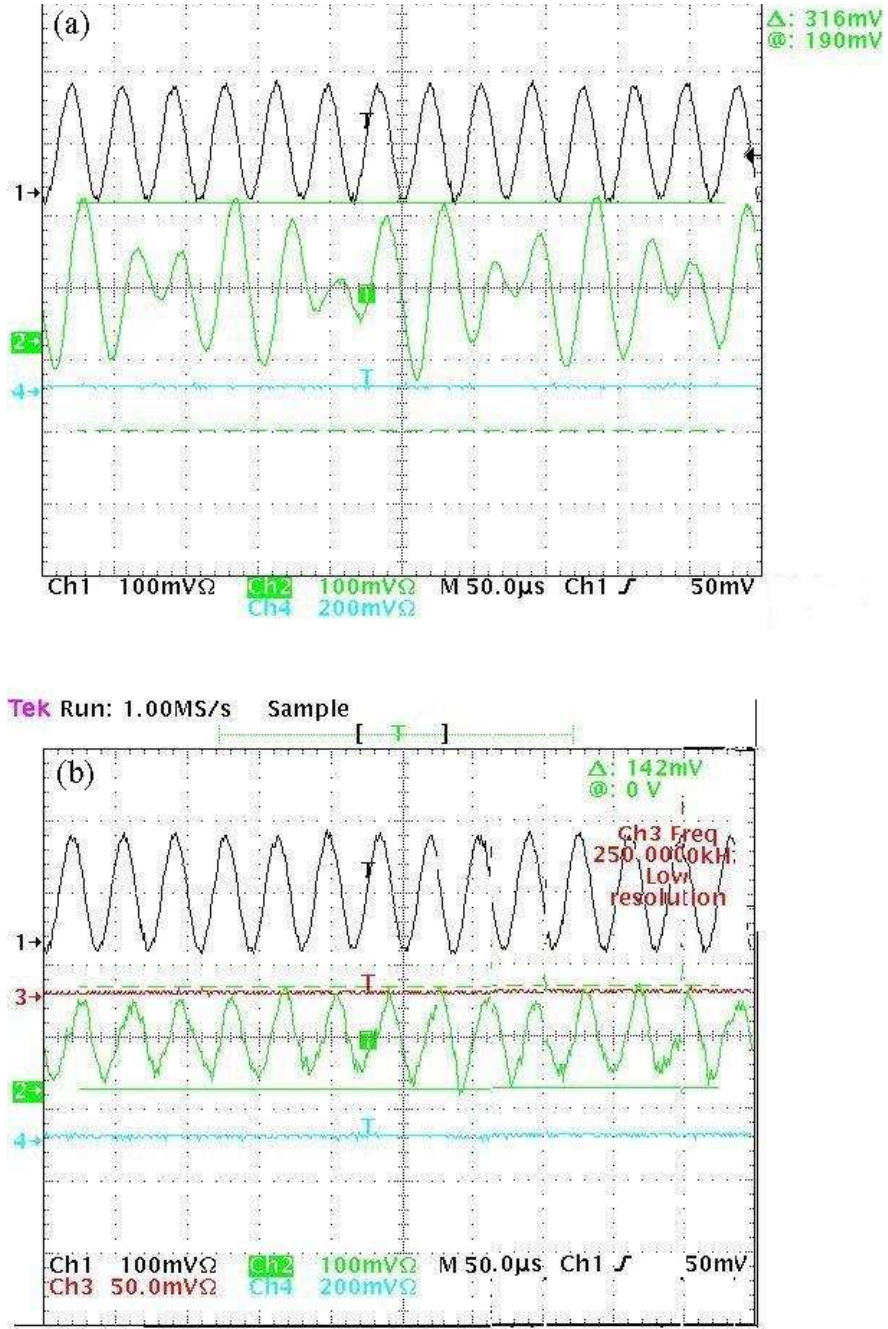 (a)
Δ: 316mV
@: 190mV
T
1→
T
2→
T
4→
Ch1 100mVΩ Ch2 100mVΩ M 50.0μs Ch1 ʃ 50mV
Ch4 200mVΩ
Tek Run: 1.00MS/s Sample
[ T ]
(b)
Δ: 142mV
@: 0 V
Ch3 Freq
250.0000kH
Low
resolution
T
1→
T
3→
T
2→
T
4→
Ch1 100mVΩ Ch2 100mVΩ M 50.0μs Ch1 ʃ 50mV
Ch3 50.0mVΩ Ch4 200mVΩ